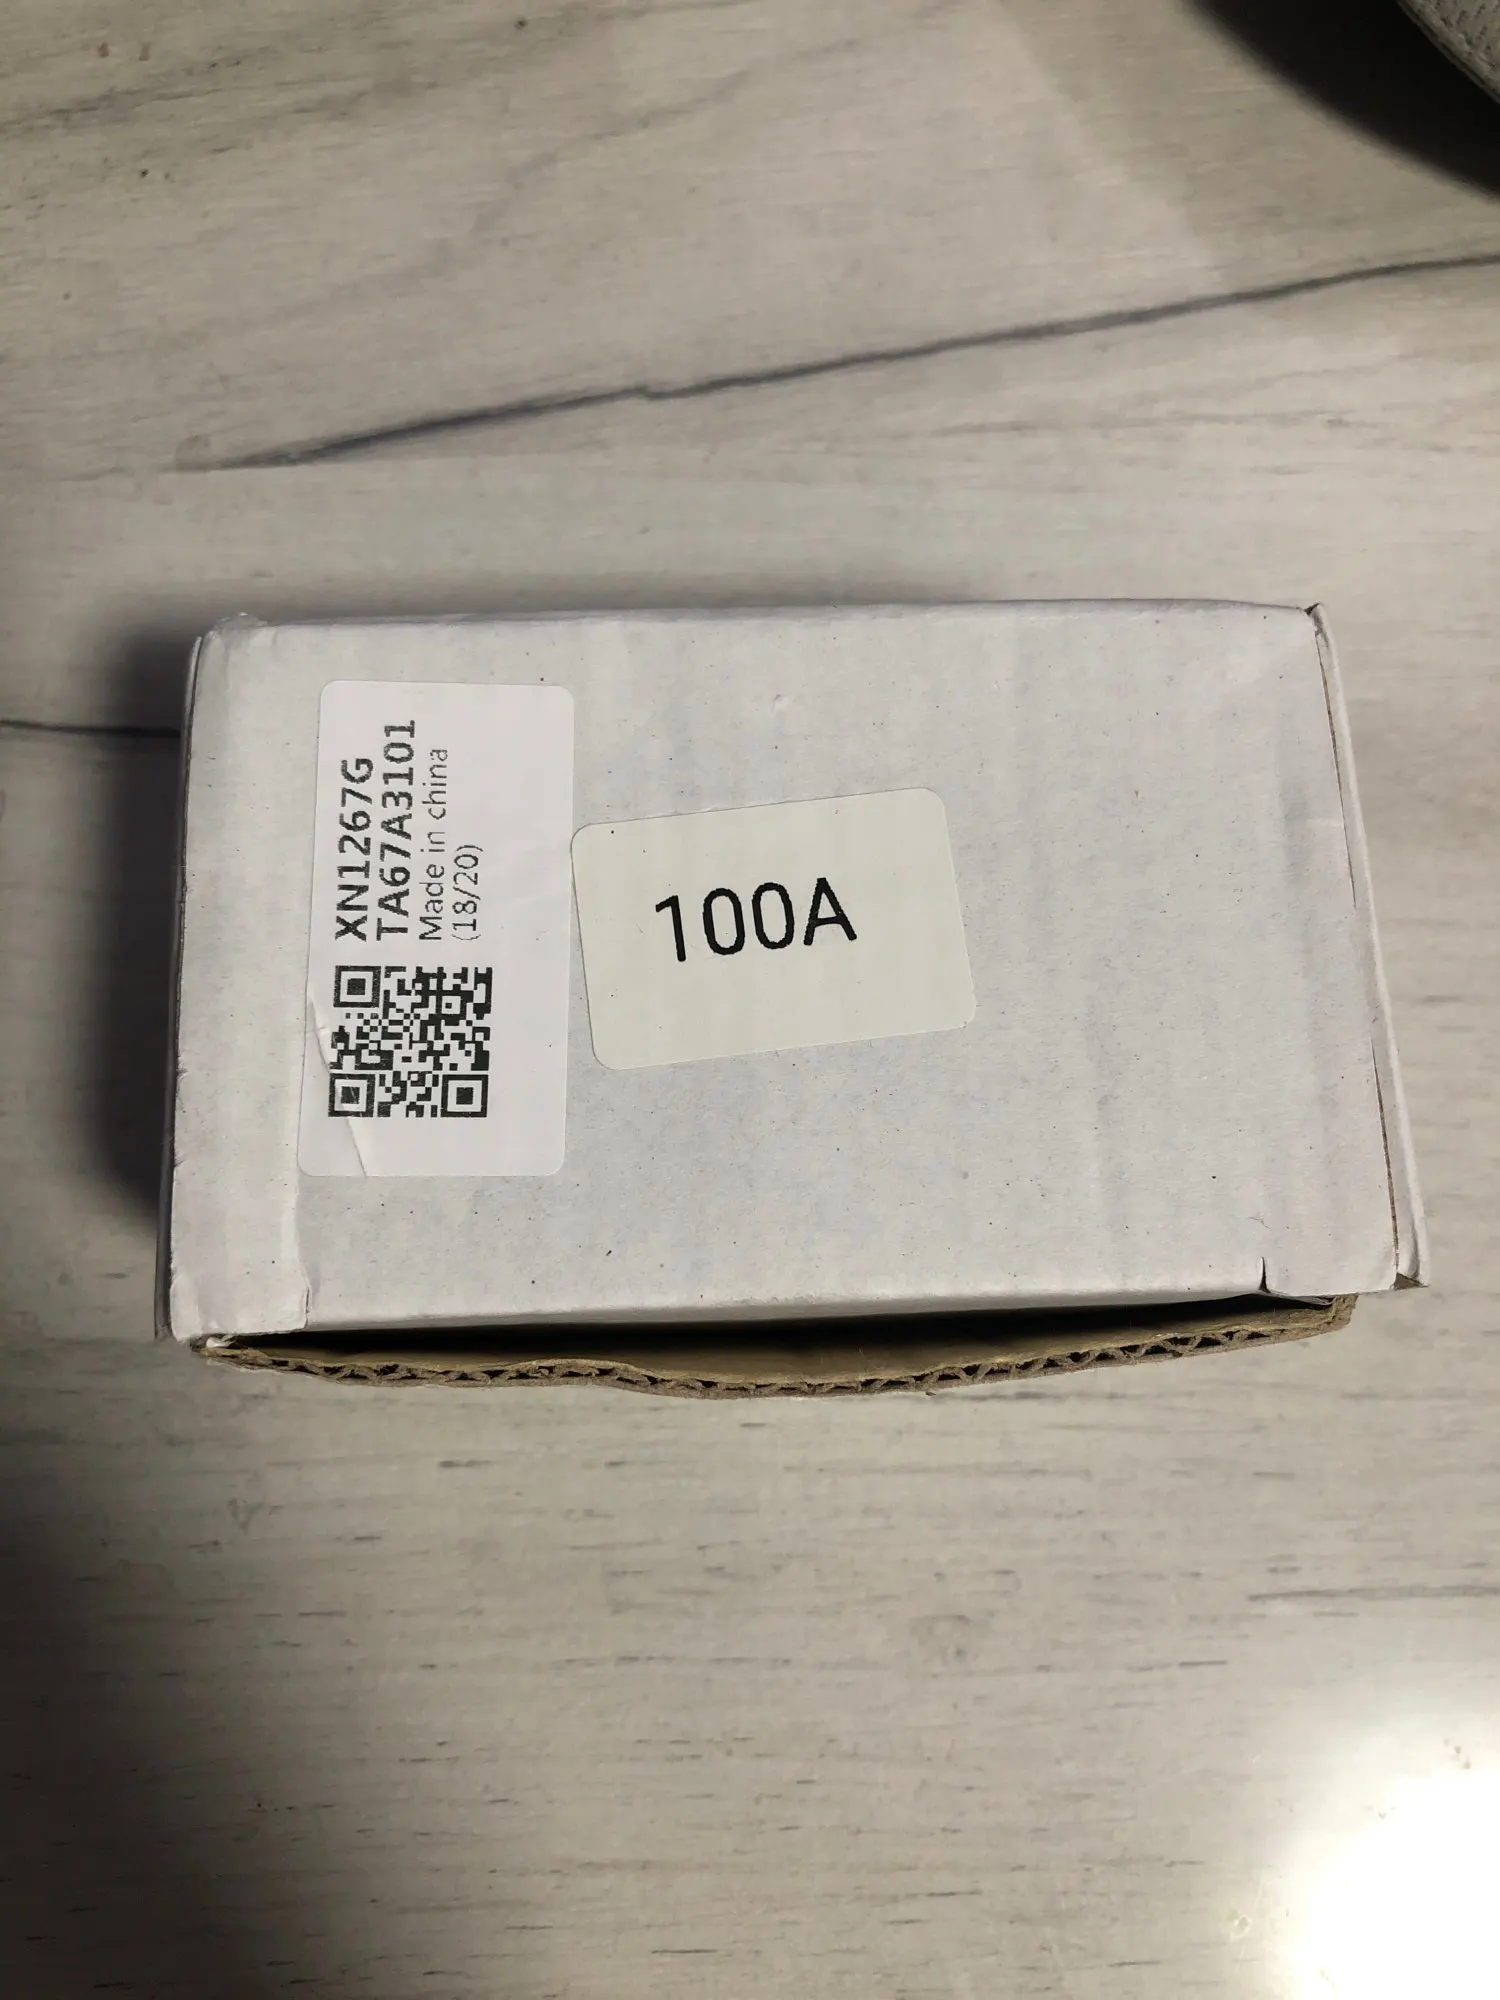 XN1267G
TA67A3101
Made in china
(18/20)
100A